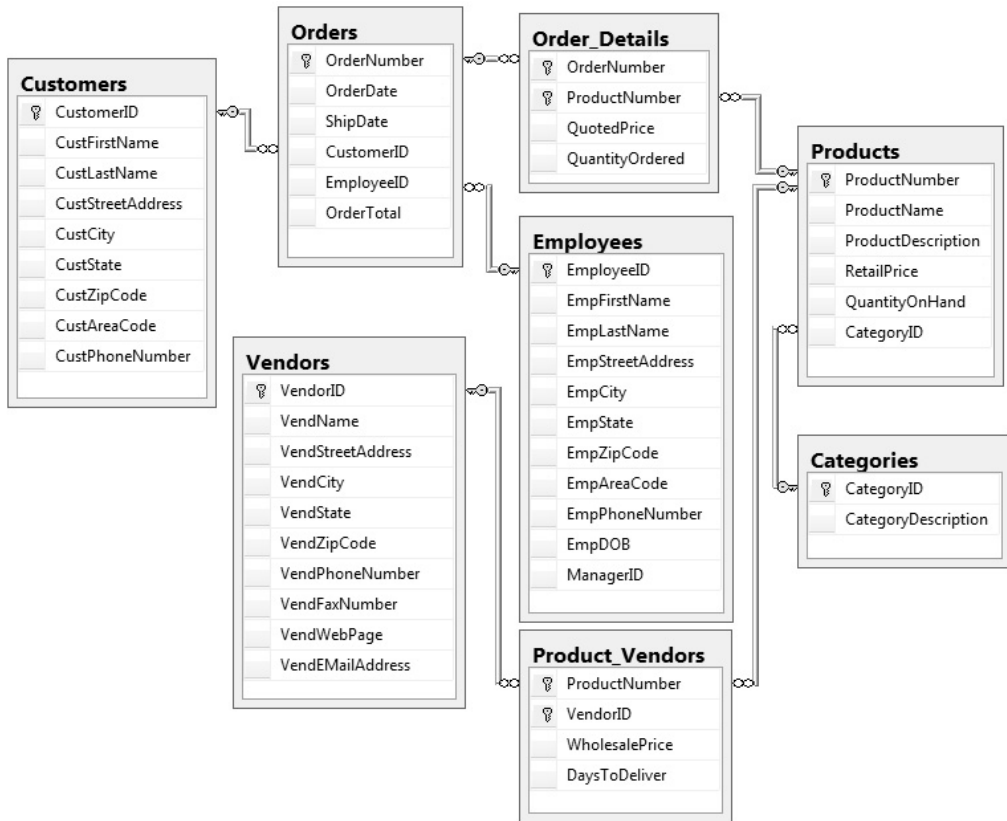 Customers
CustomerID
CustFirstName
CustLastName
CustStreetAddress
CustCity
CustState
CustZipCode
CustAreaCode
CustPhoneNumber
Orders
OrderNumber
OrderDate
ShipDate
CustomerID
EmployeeID
OrderTotal
Order_Details
OrderNumber
ProductNumber
QuotedPrice
QuantityOrdered
Products
ProductNumber
ProductName
ProductDescription
RetailPrice
QuantityOnHand
CategoryID
Employees
EmployeeID
EmpFirstName
EmpLastName
EmpStreetAddress
EmpCity
EmpState
EmpZipCode
EmpAreaCode
EmpPhoneNumber
EmpDOB
ManagerID
Vendors
VendorID
VendName
VendStreetAddress
VendCity
VendState
VendZipCode
VendPhoneNumber
VendFaxNumber
VendWebPage
VendEMailAddress
Categories
CategoryID
CategoryDescription
Product_Vendors
ProductNumber
VendorID
WholesalePrice
DaysToDeliver